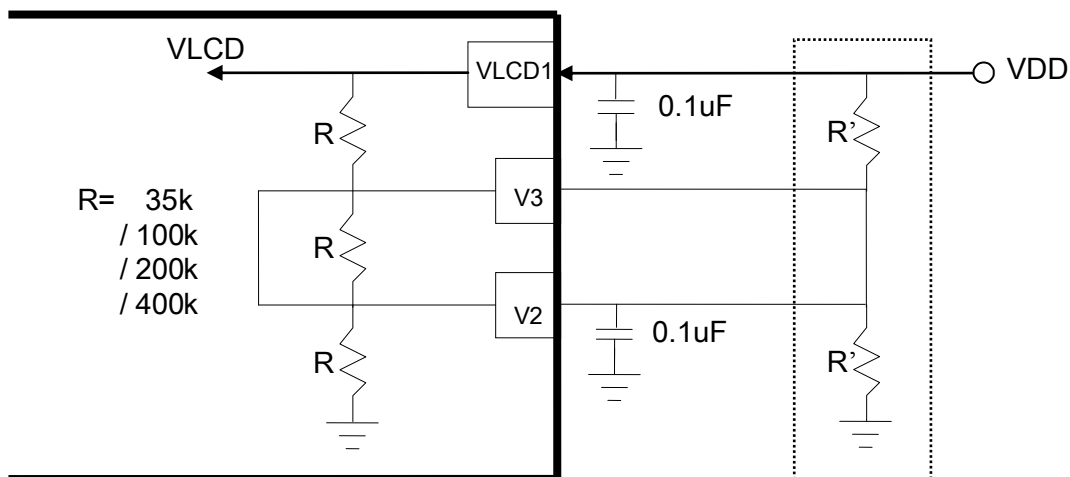 VLCD
VLCD1
VDD
0.1uF
R
R’
V3
R= 35k
/ 100k
/ 200k
/ 400k
R
V2
0.1uF
R
R’